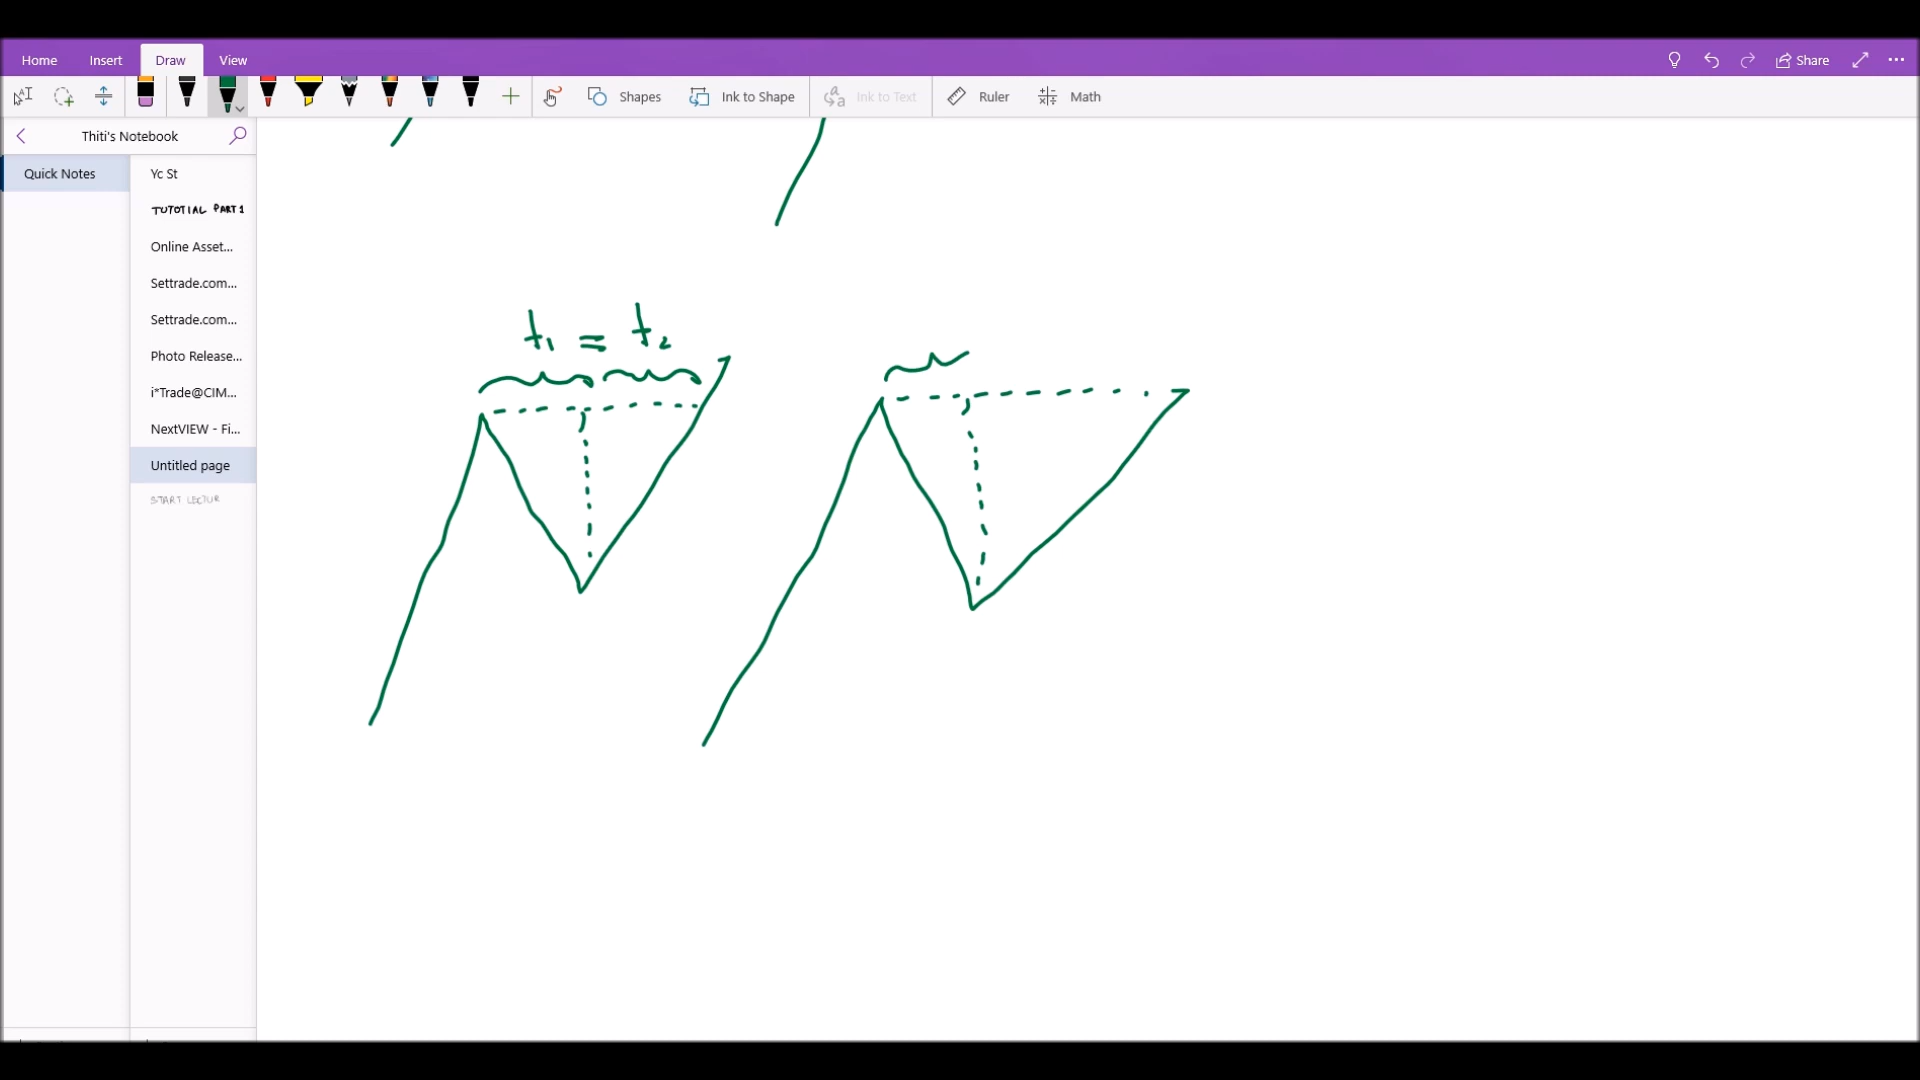 Home Insert Draw View
Share
Shapes Ink to Shape Ink to Text Ruler Math
Thiti's Notebook
Quick Notes
Yc St
TUTOTIAL PART 1
Online Asset...
Settrade.com...
Settrade.com...
Photo Release...
i*Trade@CIM...
NextVIEW - Fi...
Untitled page
START LECTUR
t₁ = t₂